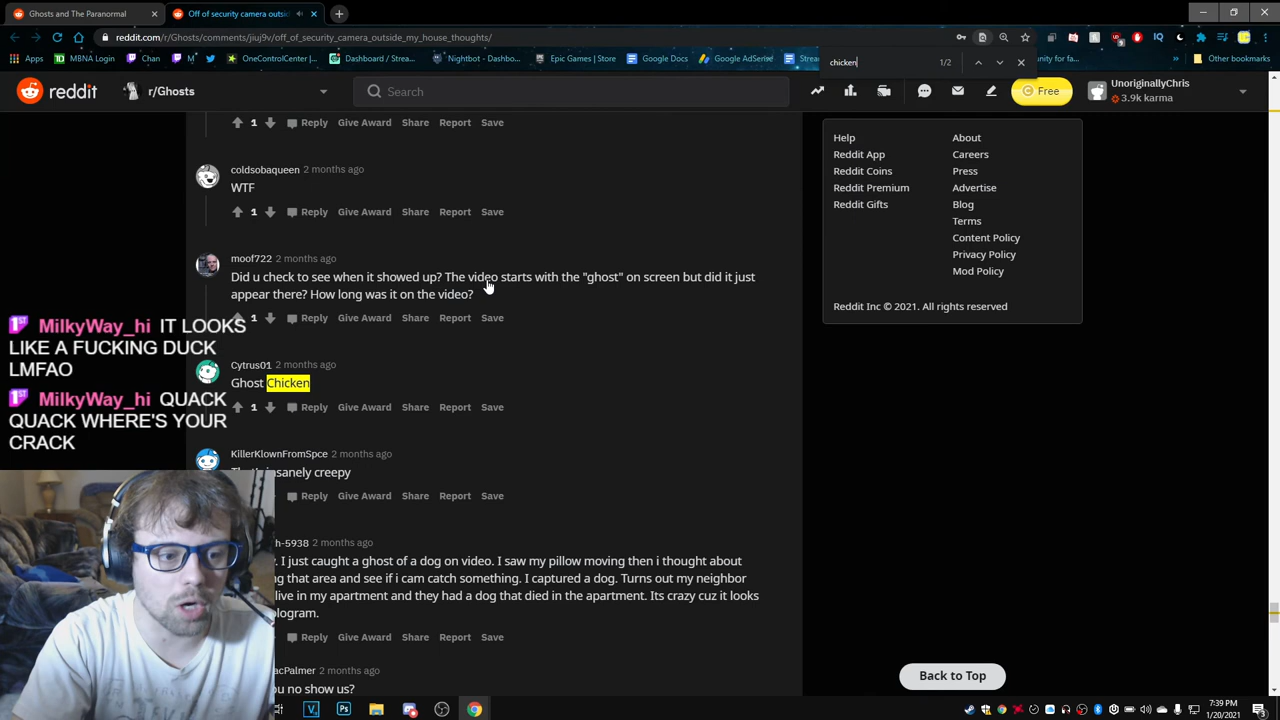 Ghosts and The Paranormal
Off of security camera outsid
reddit.com/r/Ghosts/comments/jiuj9v/off_of_security_camera_outside_my_house_thoughts/
Apps
MBNA Login
Chan
M
OneControlCenter |
Dashboard / Stream
Nightbot - Dashbo...
Epic Games | Store
Google Docs
Google AdSense
Strea
unity for fa...
Other bookmarks
chicken
1/2
reddit
r/Ghosts
Search
Free
UnoriginallyChris
3.9k karma
1 Reply Give Award Share Report Save
coldsobaqueen 2 months ago
WTF
1 Reply Give Award Share Report Save
moof722 2 months ago
Did u check to see when it showed up? The video starts with the "ghost" on screen but did it just
appear there? How long was it on the video?
1 Reply Give Award Share Report Save
Cytrus01 2 months ago
Ghost Chicken
1 Reply Give Award Share Report Save
KillerKlownFromSpce 2 months ago
insanely creepy
Reply Give Award Share Report Save
h-5938 2 months ago
I just caught a ghost of a dog on video. I saw my pillow moving then i thought about
ng that area and see if i cam catch something. I captured a dog. Turns out my neighbor
live in my apartment and they had a dog that died in the apartment. Its crazy cuz it looks
ologram.
Reply Give Award Share Report Save
acPalmer 2 months ago
ou no show us?
MilkyWay_hi IT LOOKS
LIKE A FUCKING DUCK
LMFAO
MilkyWay_hi QUACK
QUACK WHERE'S YOUR
CRACK
Help
About
Reddit App
Careers
Reddit Coins
Press
Reddit Premium
Advertise
Reddit Gifts
Blog
Terms
Content Policy
Privacy Policy
Mod Policy
Reddit Inc © 2021. All rights reserved
Back to Top
7:39 PM
1/20/2021